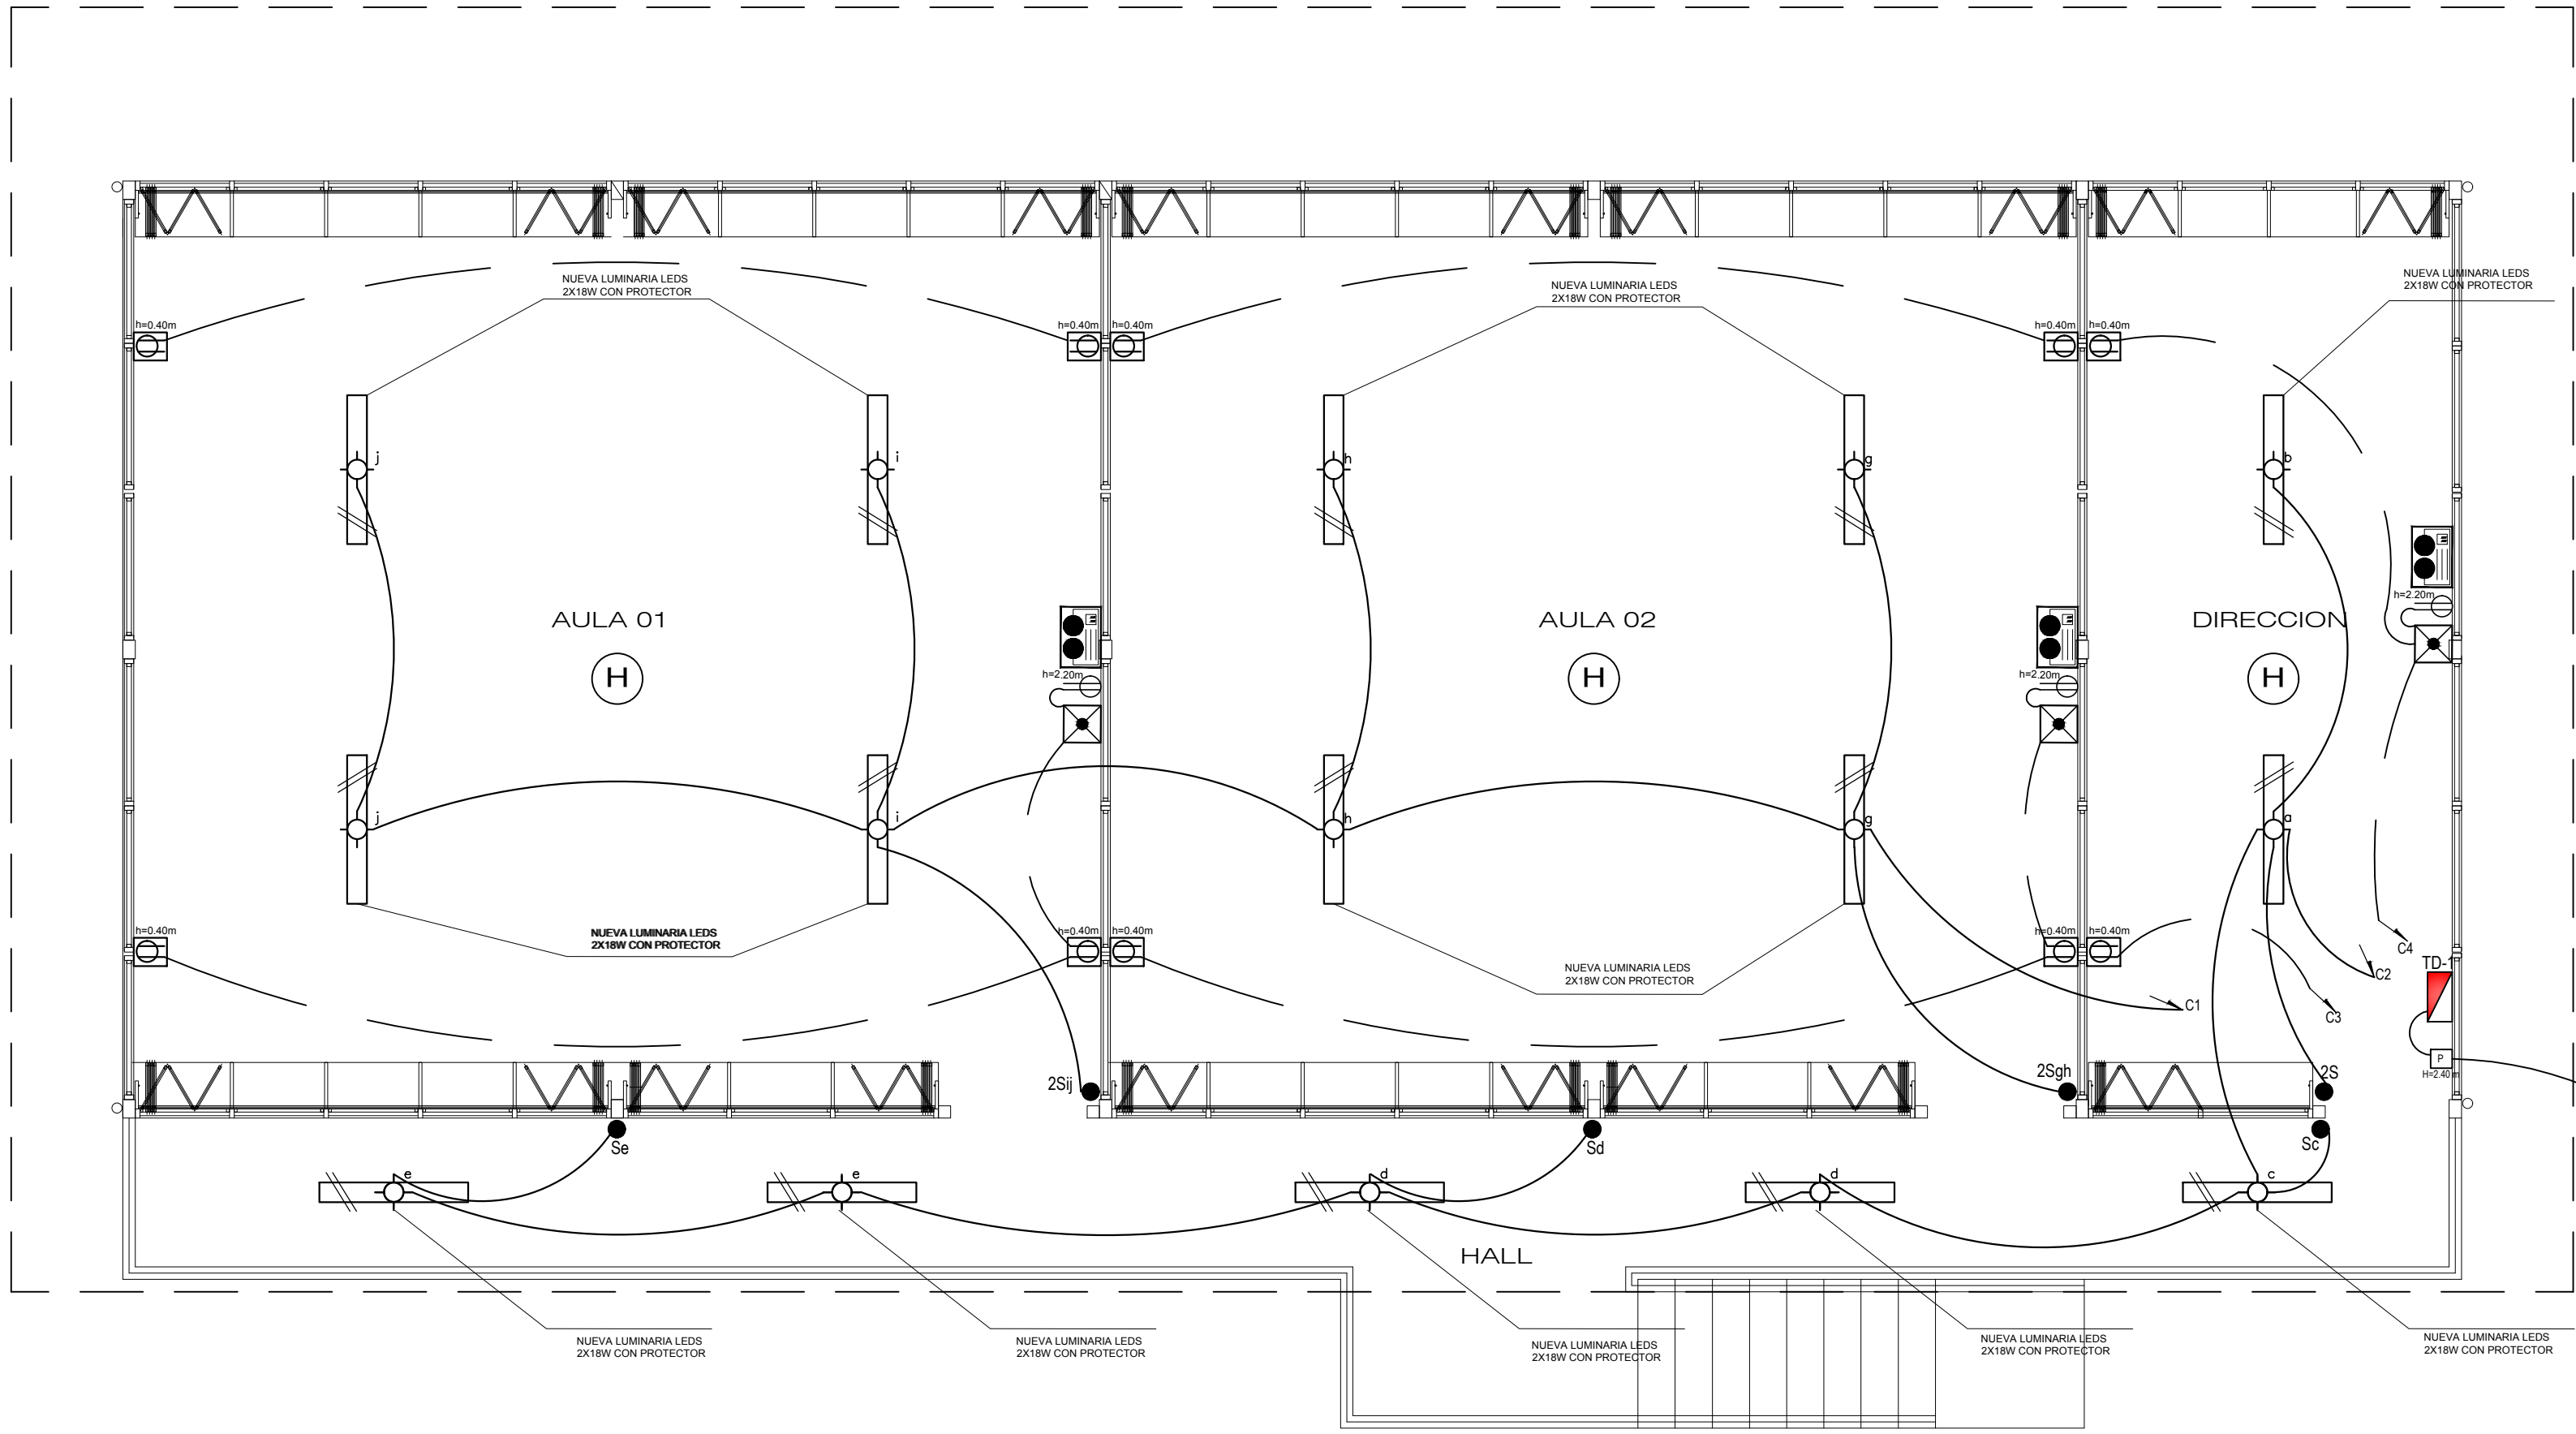 NUEVA LUMINARIA LEDS
2X18W CON PROTECTOR
NUEVA LUMINARIA LEDS
2X18W CON PROTECTOR
NUEVA LUMINARIA LEDS
2X18W CON PROTECTOR
h=0.40m
h=0.40m
h=0.40m
h=0.40m
h=0.40m
j
i
h
g
b
h=2.20m
AULA 01
AULA 02
DIRECCION
H
H
H
h=2.20m
h=2.20m
j
i
h
g
a
NUEVA LUMINARIA LEDS
2X18W CON PROTECTOR
h=0.40m
h=0.40m
h=0.40m
h=0.40m
h=0.40m
C4
TD-1
C2
NUEVA LUMINARIA LEDS
2X18W CON PROTECTOR
C1
C3
P
H=2.40 m
2Sij
2Sgh
2S
Se
Sd
Sc
e
e
d
d
c
HALL
NUEVA LUMINARIA LEDS
2X18W CON PROTECTOR
NUEVA LUMINARIA LEDS
2X18W CON PROTECTOR
NUEVA LUMINARIA LEDS
2X18W CON PROTECTOR
NUEVA LUMINARIA LEDS
2X18W CON PROTECTOR
NUEVA LUMINARIA LEDS
2X18W CON PROTECTOR